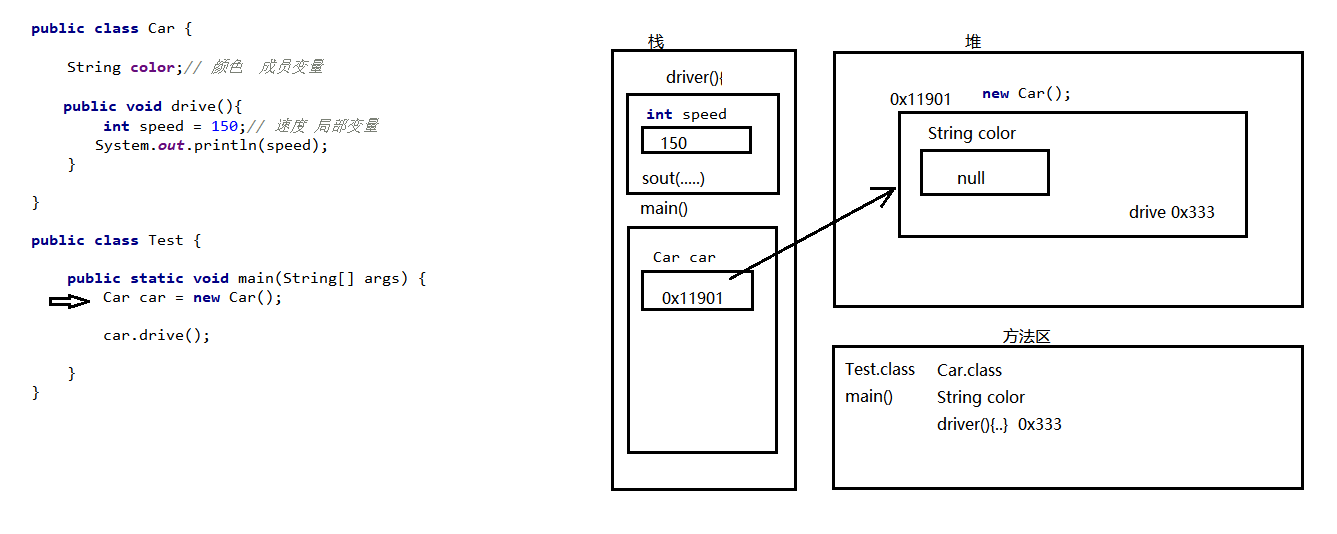 public class Car {
String color;// 颜色 成员变量
public void drive(){
int speed = 150;// 速度 局部变量
System.out.println(speed);
}
}
public class Test {
public static void main(String[] args) {
Car car = new Car();
car.drive();
}
}
栈
driver(){
int speed
150
sout(.....)
main()
Car car
0x11901
堆
0x11901
new Car();
String color
null
drive 0x333
方法区
Test.class
Car.class
main()
String color
driver(){..} 0x333